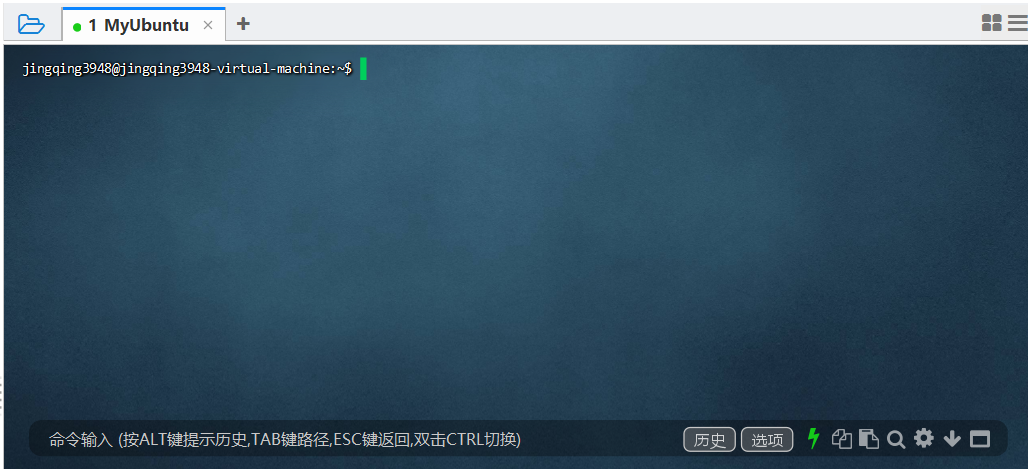 1 MyUbuntu
jingqing3948@jingqing3948-virtual-machine:~$
命令输入 (按ALT键提示历史,TAB键路径,ESC键返回,双击CTRL切换) 历史 选项